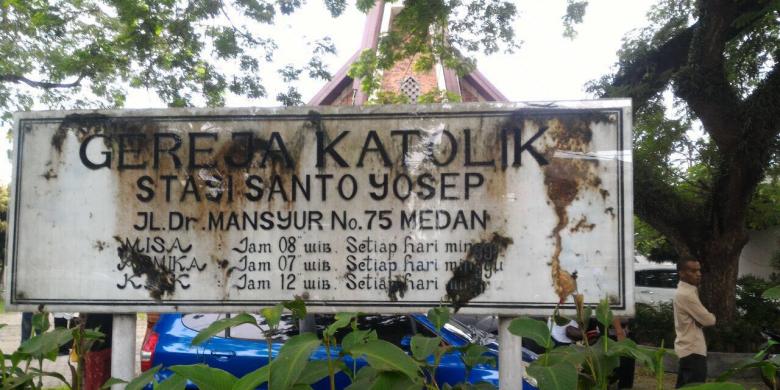 GEREJA KATOLIK
STASI SANTO YOSEP
JL.Dr.MANSYUR No.75 MEDAN
MISA : Jam 08 WIB. Setiap hari minggu
: Jam 07 WIB. Setiap hari minggu
: Jam 12 WIB. Setiap hari